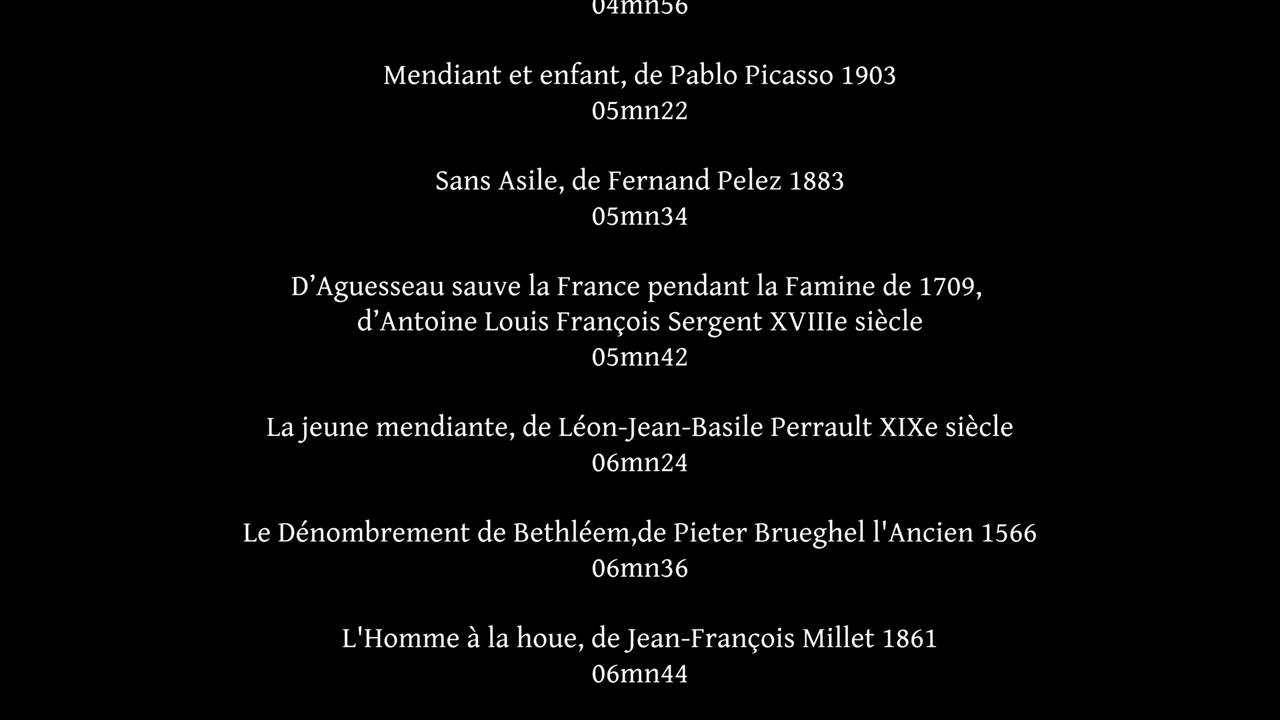 04mn56
Mendiant et enfant, de Pablo Picasso 1903
05mn22
Sans Asile, de Fernand Pelez 1883
05mn34
D’Aguesseau sauve la France pendant la Famine de 1709,
d’Antoine Louis François Sergent XVIIIe siècle
05mn42
La jeune mendiante, de Léon-Jean-Basile Perrault XIXe siècle
06mn24
Le Dénombrement de Bethléem,de Pieter Brueghel l'Ancien 1566
06mn36
L'Homme à la houe, de Jean-François Millet 1861
06mn44